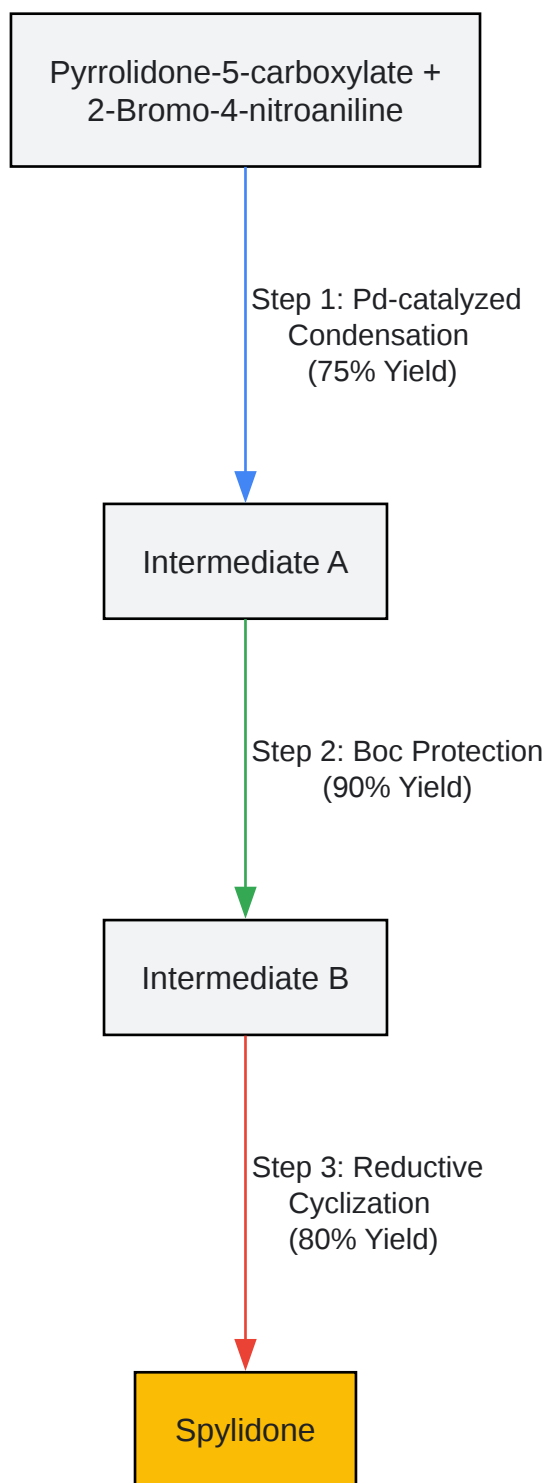 Pyrrolidone-5-carboxylate +
2-Bromo-4-nitroaniline
Step 1: Pd-catalyzed
Condensation
(75% Yield)
Intermediate A
Step 2: Boc Protection
(90% Yield)
Intermediate B
Step 3: Reductive
Cyclization
(80% Yield)
Spylidone